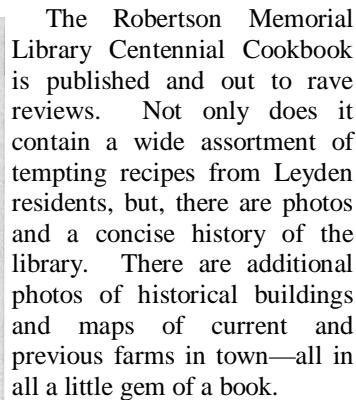 The Robertson Memorial
Library Centennial Cookbook
is published and out to rave
reviews. Not only does it
contain a wide assortment of
tempting recipes from Leyden
residents, but, there are photos
and a concise history of the
library. There are additional
photos of historical buildings
and maps of current and
previous farms in town—all in
all a little gem of a book.